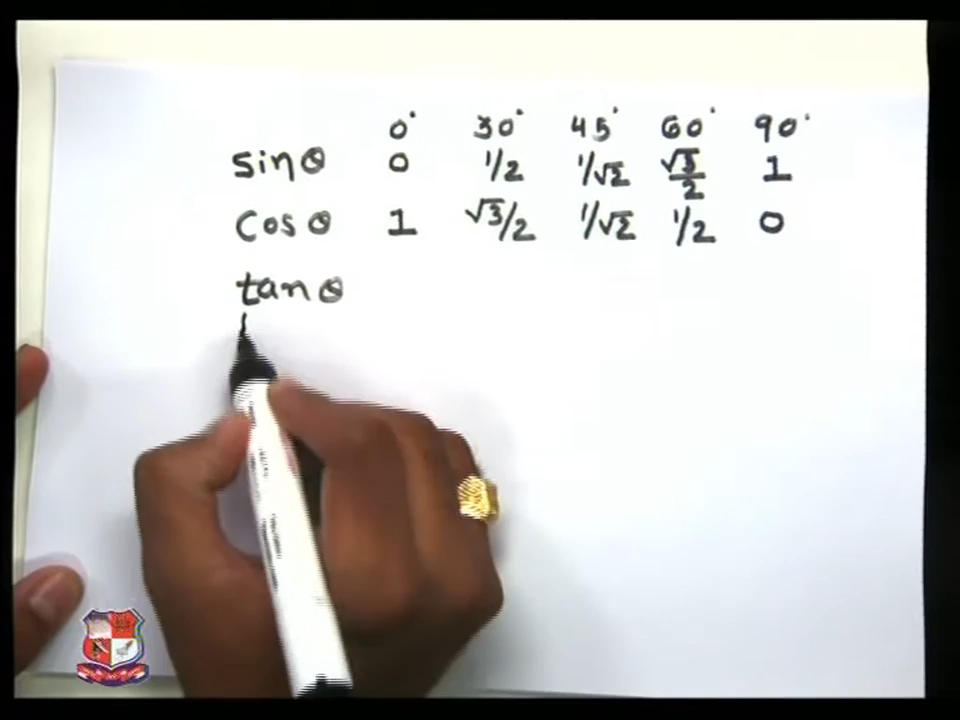 0° 30° 45° 60° 90°
sinθ 0 1/2 1/√2 √3/2 1
cosθ 1 √3/2 1/√2 1/2 0
tanθ